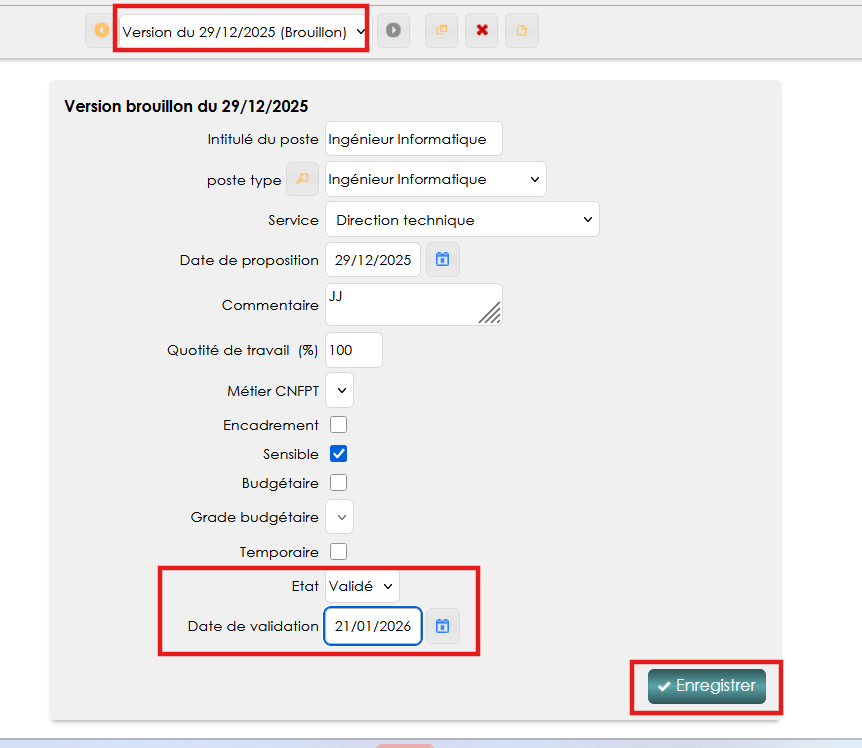 Version du 29/12/2025 (Brouillon)
Version brouillon du 29/12/2025
Intitulé du poste Ingénieur Informatique
poste type Ingénieur Informatique
Service Direction technique
Date de proposition 29/12/2025
Commentaire JJ
Quotité de travail (%) 100
Métier CNFPT
Encadrement
Sensible
Budgétaire
Grade budgétaire
Temporaire
Etat Validé
Date de validation 21/01/2026
Enregistrer